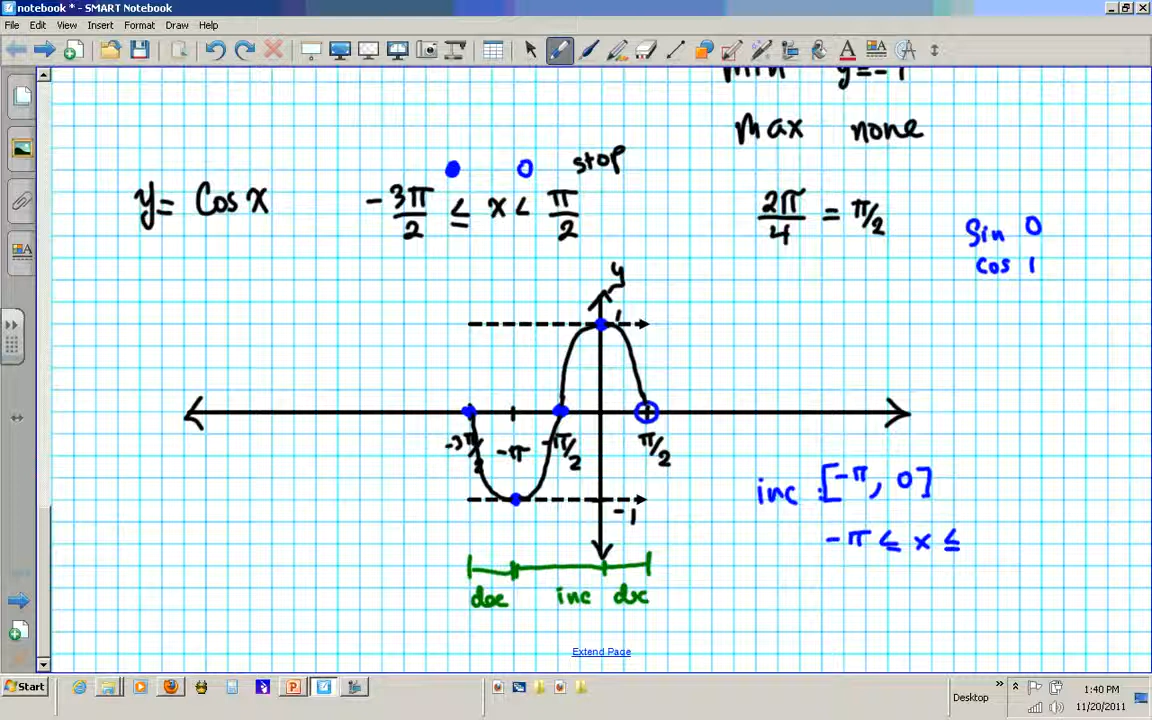 notebook * - SMART Notebook
File Edit View Insert Format Draw Help
min y=-1
max none
stop
y= Cos x -3π/2 ≤ x < π/2
2π/4 = π/2
Sin 0
cos 1
y
1
-3π/2 -π -π/2 π/2
-1
inc [-π, 0]
-π ≤ x ≤
dec inc dec
Extend Page
Start
Desktop
1:40 PM
11/20/2011